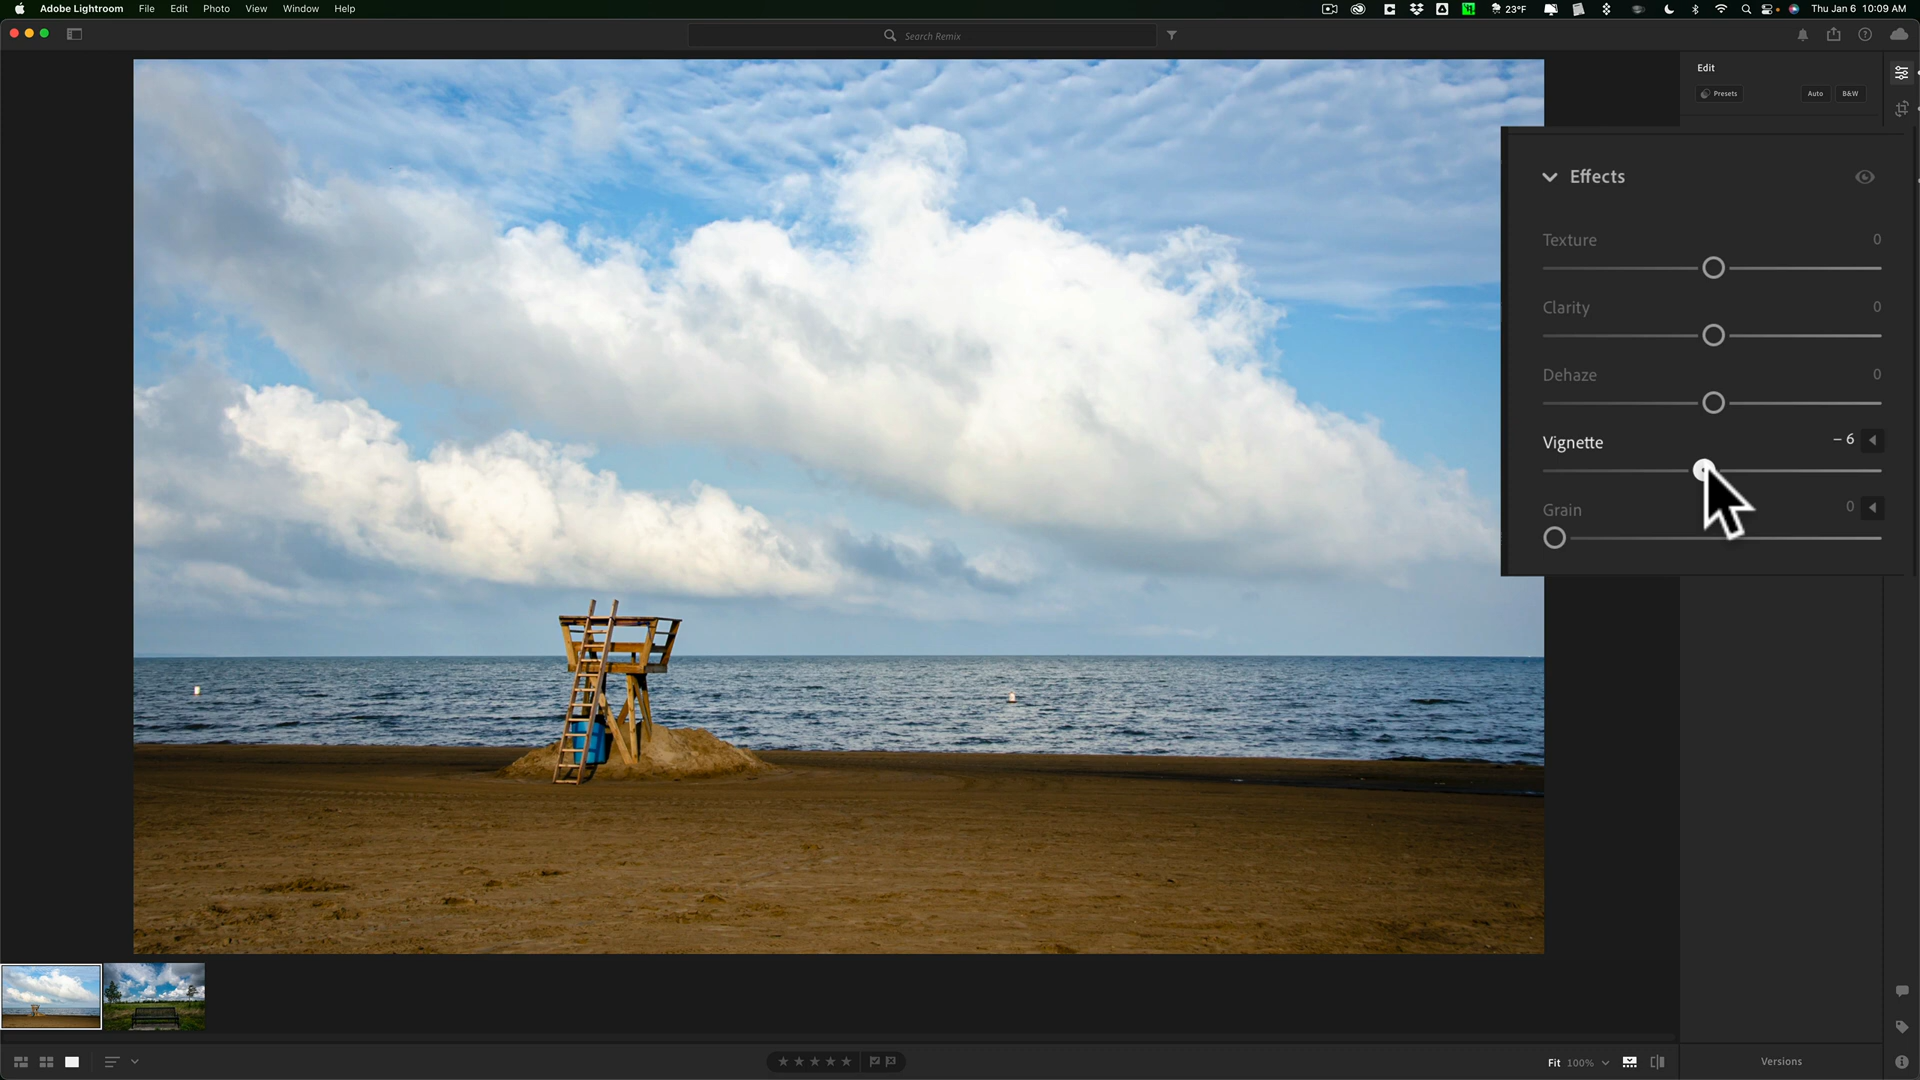 Adobe Lightroom File Edit Photo View Window Help 23°F Thu Jan 6 10:09 AM
Search Remix
Edit
Presets Auto B&W
Effects
Texture 0
Clarity 0
Dehaze 0
Vignette – 6
Grain 0
Fit 100% Versions